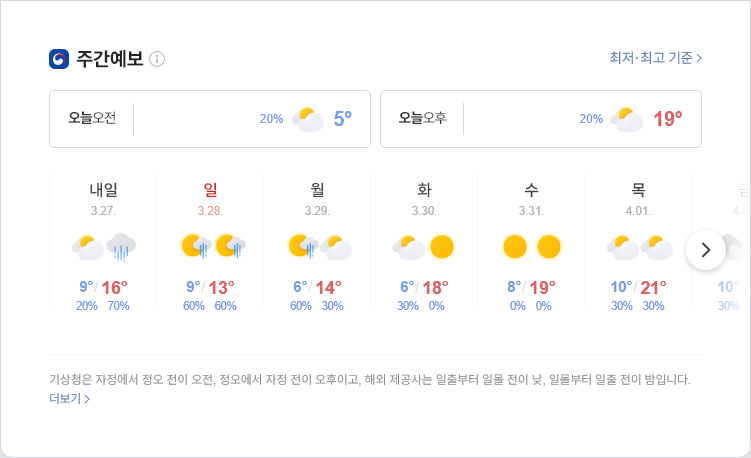 주간예보
최저·최고 기준
오늘오전 20% 5°
오늘오후 20% 19°
내일 일 월 화 수 목
3.27. 3.28. 3.29. 3.30. 3.31. 4.01.
9°/16° 9°/13° 6°/14° 6°/18° 8°/19° 10°/21° 10°
20% 70% 60% 60% 60% 30% 30% 0% 0% 0% 30% 30% 30%
기상청은 자정에서 정오 전이 오전, 정오에서 자정 전이 오후이고, 해외 제공사는 일출부터 일몰 전이 낮, 일몰부터 일출 전이 밤입니다.
더보기